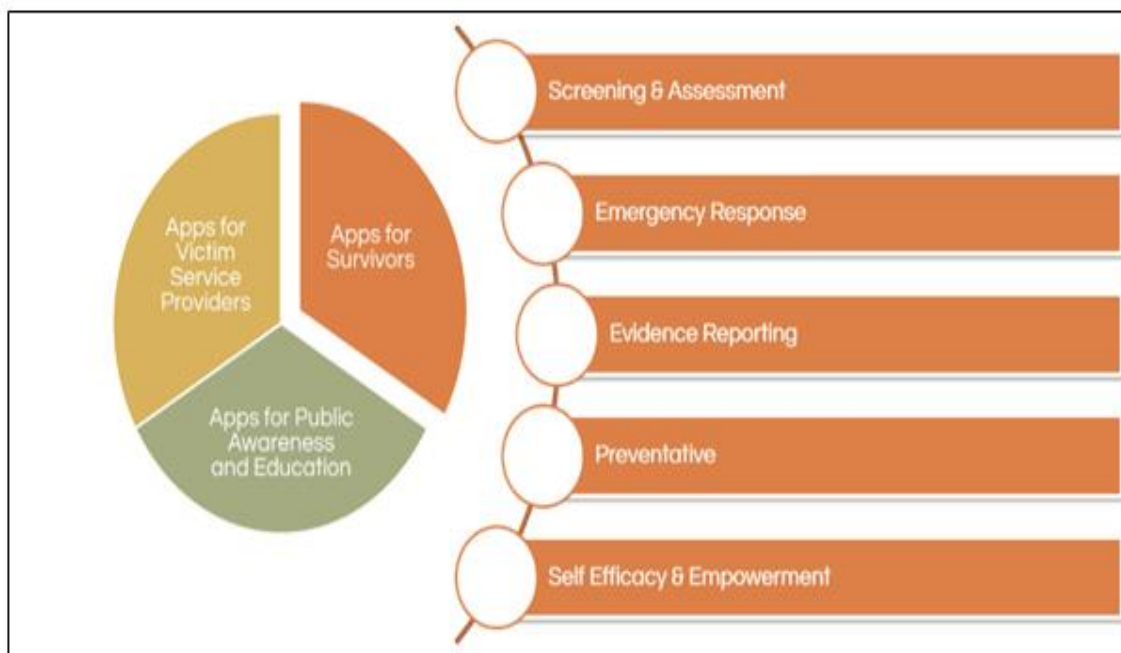 Apps for
Victim
Service
Providers
Apps for
Survivors
Apps for Public
Awareness
and Education
Screening & Assessment
Emergency Response
Evidence Reporting
Preventative
Self Efficacy & Empowerment